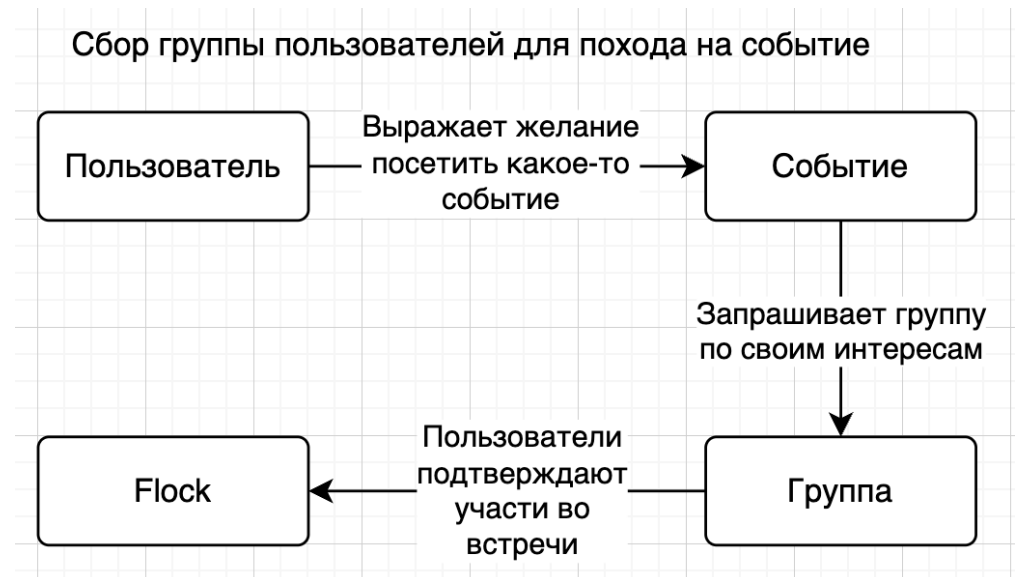 Сбор группы пользователей для похода на событие
Пользователь
Выражает желание
посетить какое-то
событие
Событие
Запрашивает группу
по своим интересам
Группа
Пользователи
подтверждают
участи во
встречи
Flock